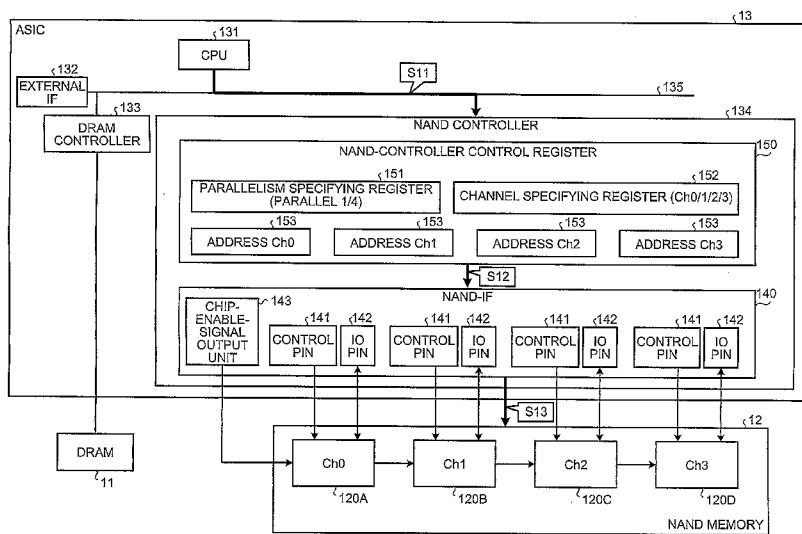 13
ASIC
131
CPU
132
S11
135
EXTERNAL
IF
133
DRAM
CONTROLLER
134
NAND CONTROLLER
150
NAND-CONTROLLER CONTROL REGISTER
151
152
PARALLELISM SPECIFYING REGISTER
(PARALLEL 1/4)
CHANNEL SPECIFYING REGISTER (Ch0/1/2/3)
153
153
153
153
ADDRESS Ch0
ADDRESS Ch1
ADDRESS Ch2
ADDRESS Ch3
S12
NAND-IF
140
143
CHIP-
ENABLE-
SIGNAL
OUTPUT
UNIT
141
142
141
142
141
142
141
142
CONTROL
PIN
IO
PIN
CONTROL
PIN
IO
PIN
CONTROL
PIN
IO
PIN
CONTROL
PIN
IO
PIN
S13
12
DRAM
11
Ch0
Ch1
Ch2
Ch3
120A
120B
120C
120D
NAND MEMORY